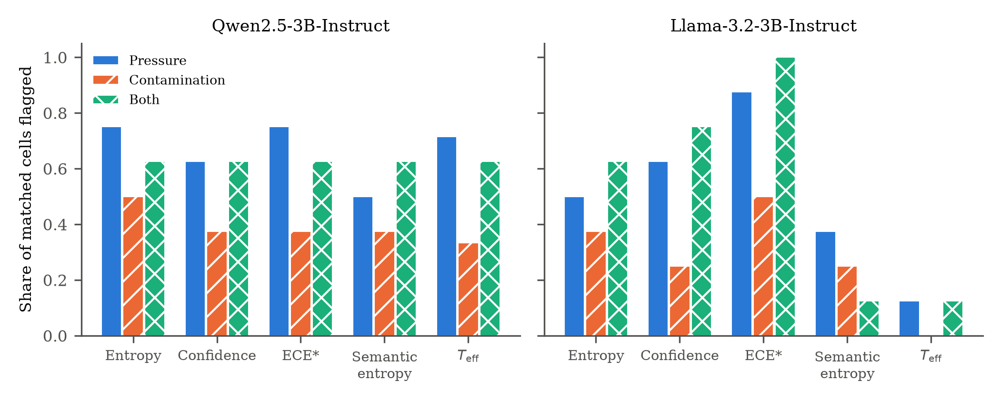 Qwen2.5-3B-Instruct
Llama-3.2-3B-Instruct
Share of matched cells flagged
1.0
0.8
0.6
0.4
0.2
0.0
Pressure
Contamination
Both
Entropy
Confidence
ECE*
Semantic
entropy
Teff
Entropy
Confidence
ECE*
Semantic
entropy
Teff